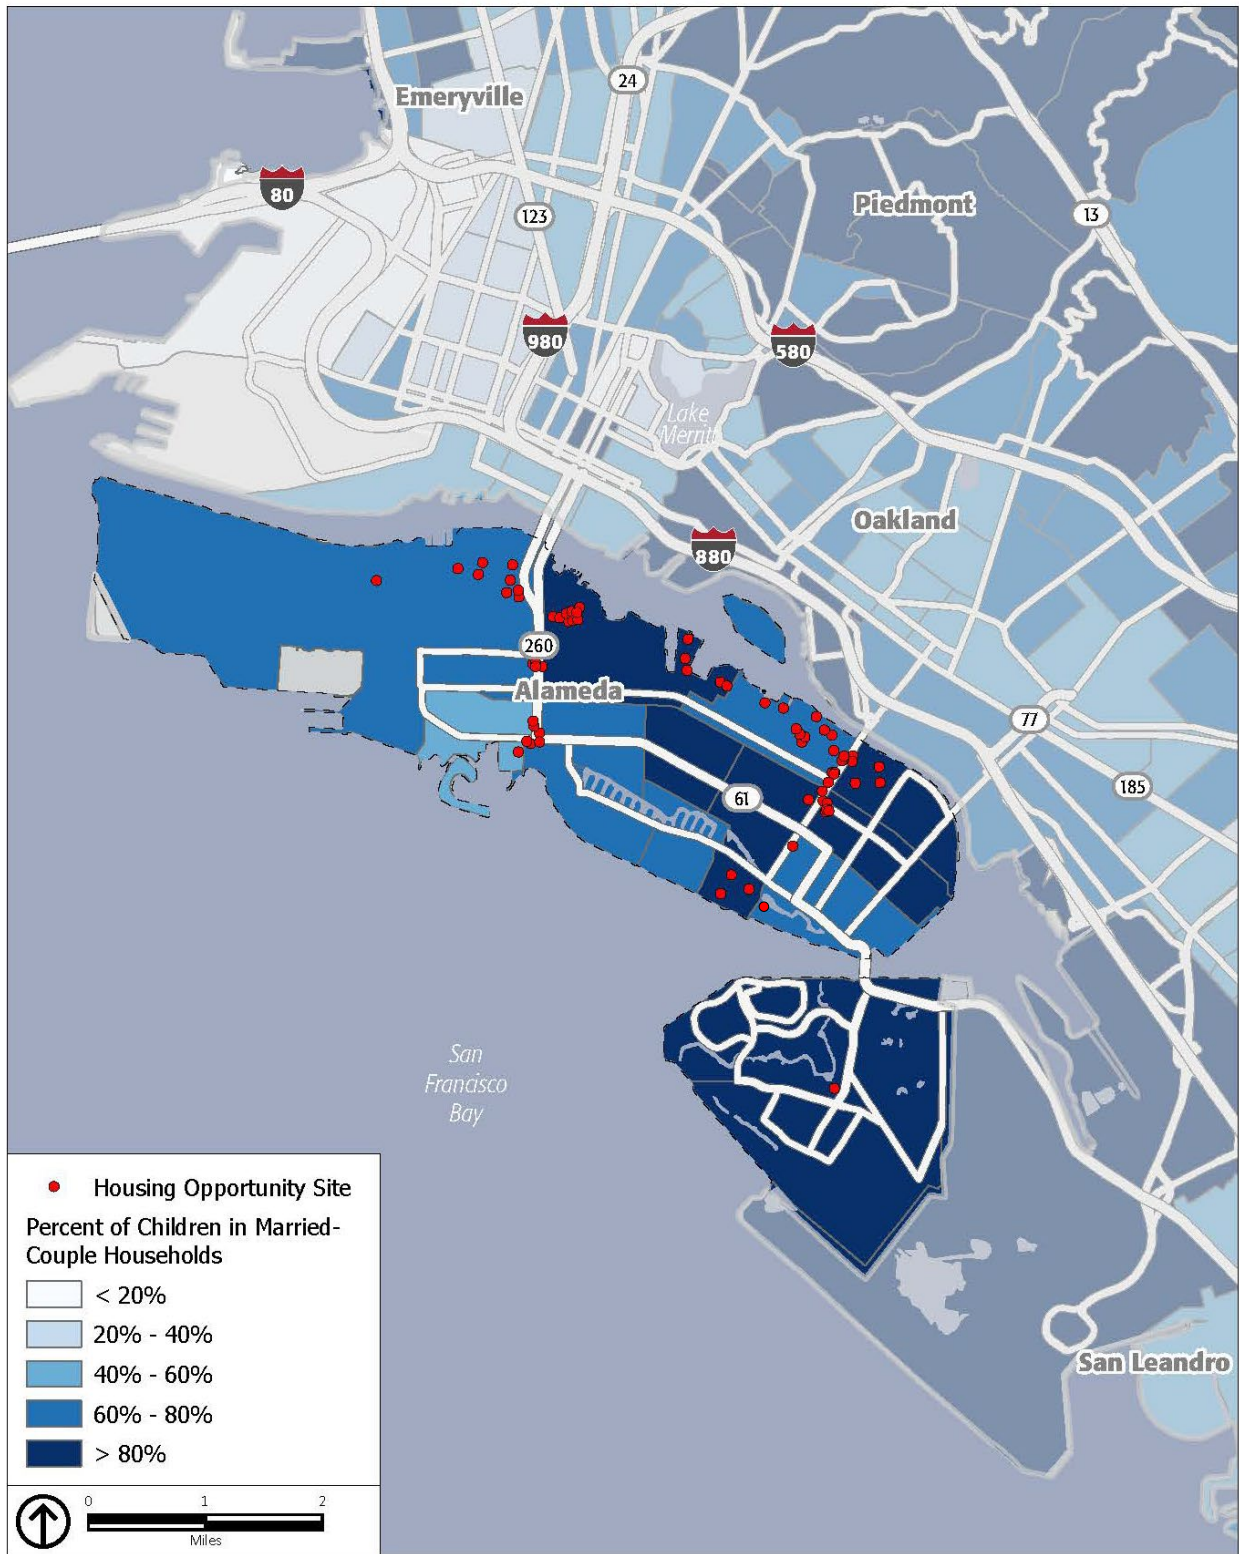 24
Emeryville
80
123
Piedmont
13
980
580
Lake
Merritt
Oakland
880
260
Alameda
77
185
61
San
Francisco
Bay
San Leandro
Housing Opportunity Site
Percent of Children in Married-
Couple Households
< 20%
20% - 40%
40% - 60%
60% - 80%
> 80%
0 1 2
Miles